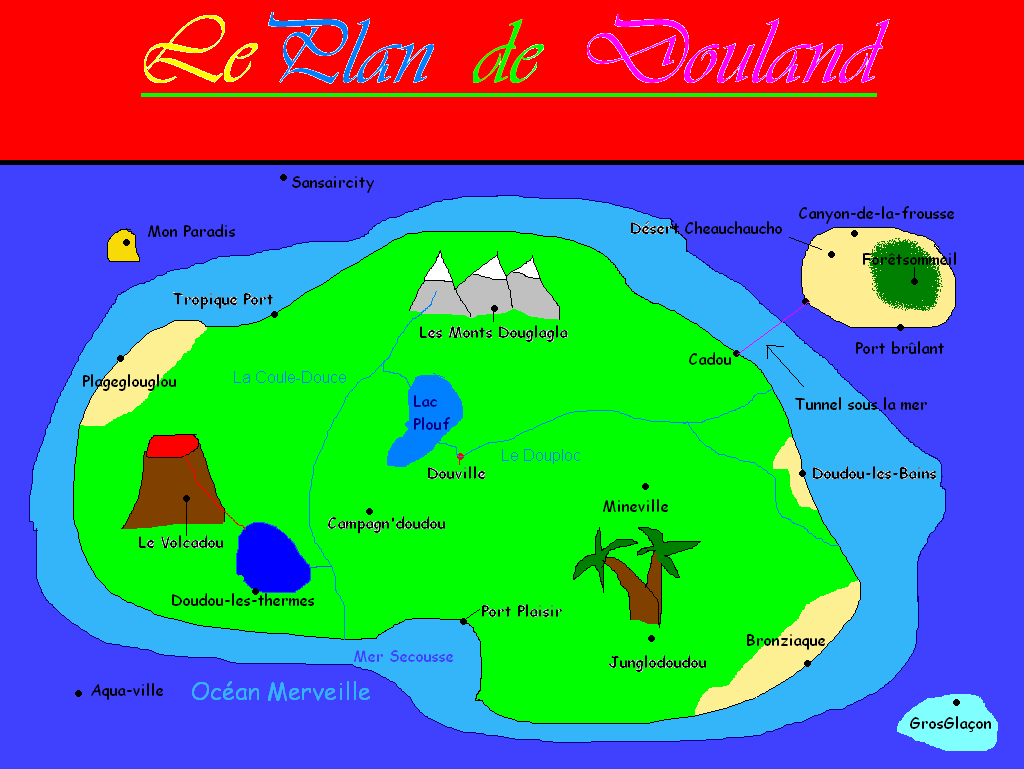 Le Plan de Douland
Sansaircity
Mon Paradis
Canyon-de-la-frousse
Désert Cheauchaucho
Forêtsommeil
Tropique Port
Les Monts Douglagla
Port brûlant
Cadou
Plageglouglou
La Coule-Douce
Lac
Plouf
Tunnel sous la mer
Le Douploc
Douville
Doudou-les-Bains
Mineville
Campagn'doudou
Le Volcadou
Doudou-les-thermes
Port Plaisir
Bronziaque
Mer Secousse
Junglodoudou
Aqua-ville
Océan Merveille
GrosGlaçon